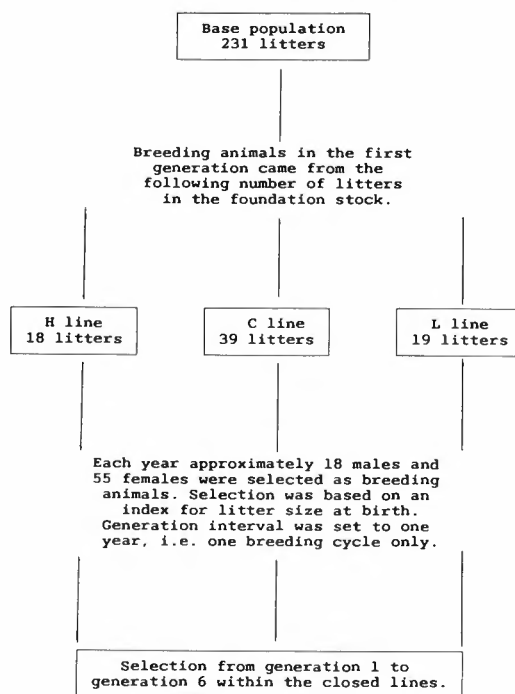 Base population
231 litters
Breeding animals in the first
generation came from the
following number of litters
in the foundation stock.
H line
18 litters
C line
39 litters
L line
19 litters
Each year approximately 18 males and
55 females were selected as breeding
animals. Selection was based on an
index for litter size at birth.
Generation interval was set to one
year, i.e. one breeding cycle only.
Selection from generation 1 to
generation 6 within the closed lines.